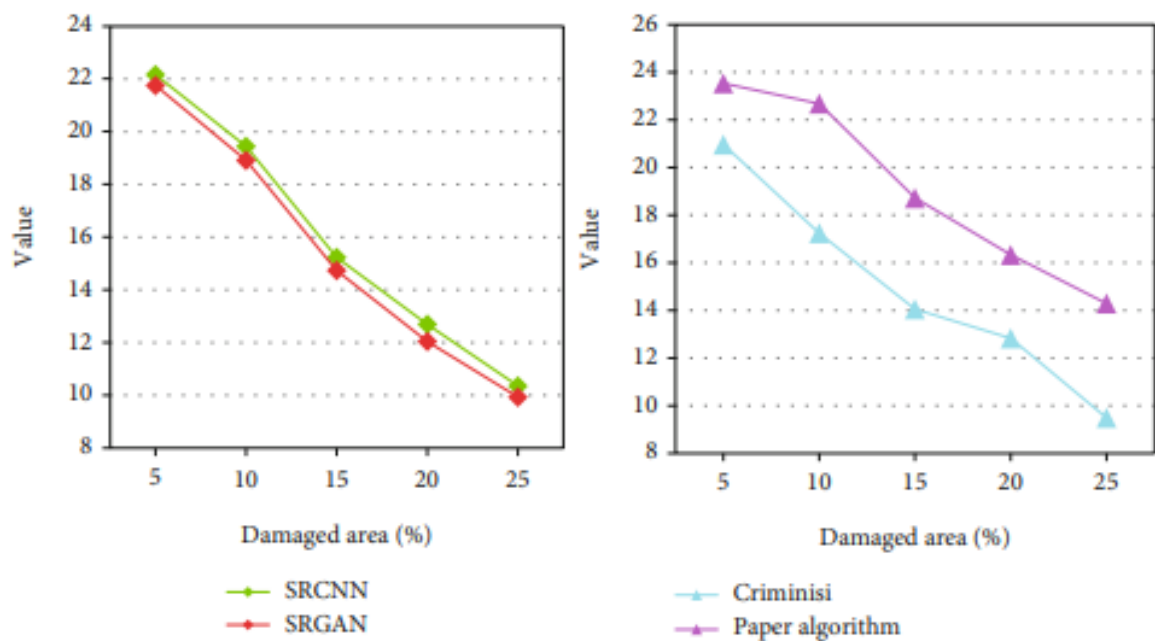 24
22
20
18
16
14
12
10
8
Value
5 10 15 20 25
Damaged area (%)
SRCNN
SRGAN
26
24
22
20
18
16
14
12
10
8
Value
5 10 15 20 25
Damaged area (%)
Criminisi
Paper algorithm